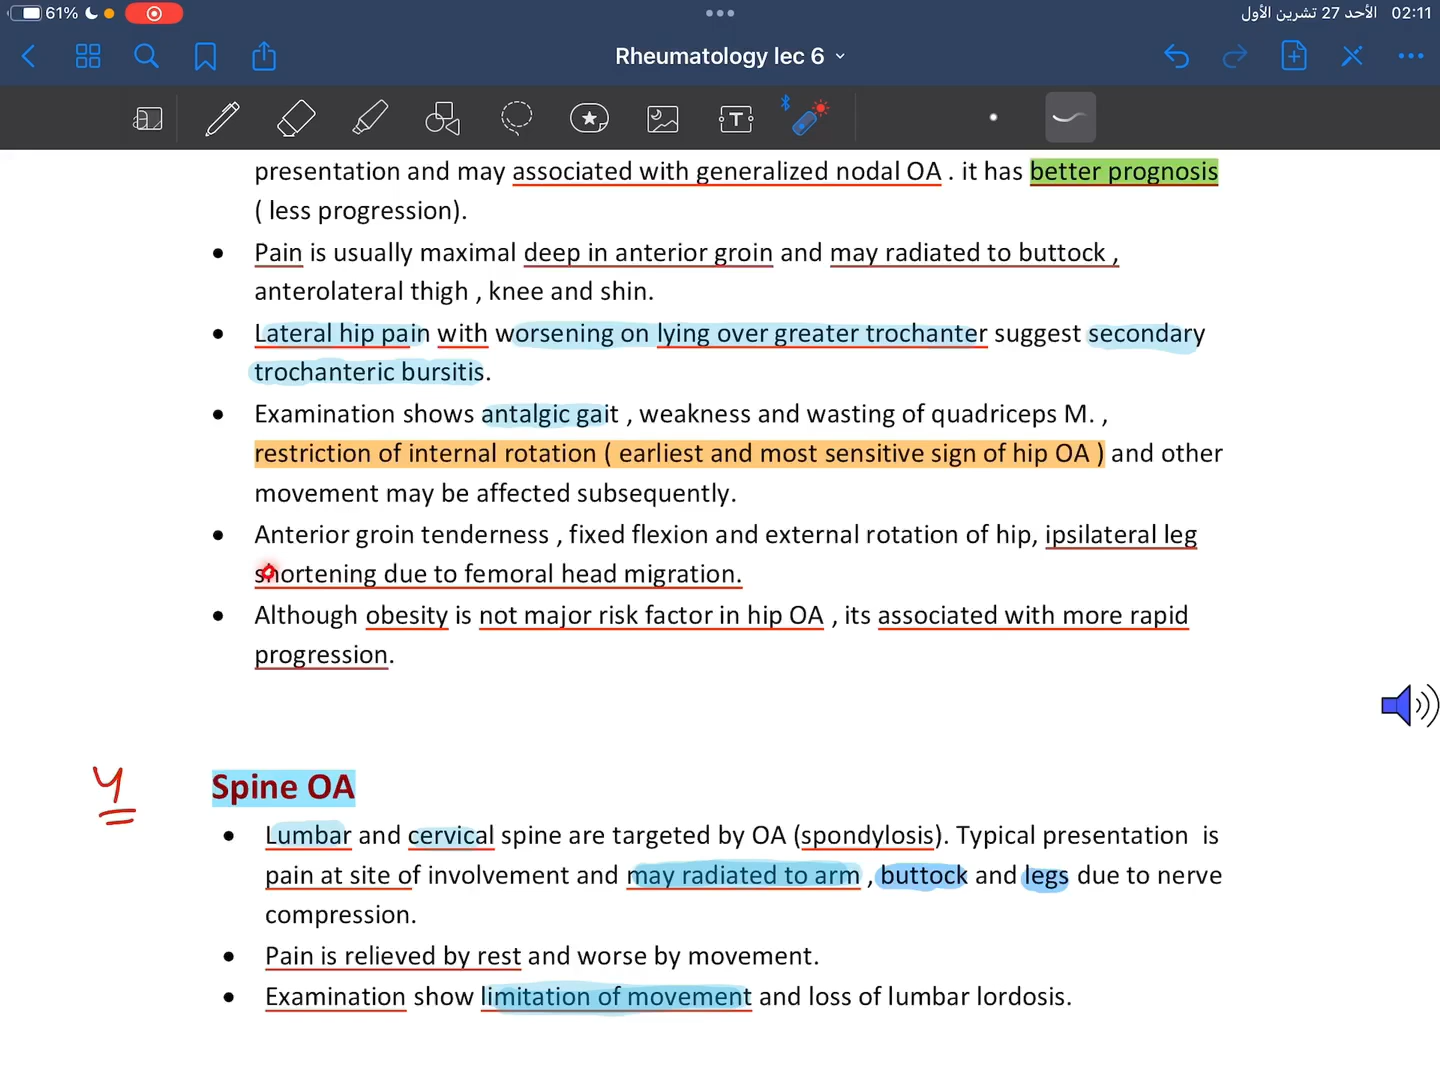 61%
الأحد 27 تشرين الأول 02:11
Rheumatology lec 6
T
presentation and may associated with generalized nodal OA . it has better prognosis
( less progression).
• Pain is usually maximal deep in anterior groin and may radiated to buttock ,
anterolateral thigh , knee and shin.
• Lateral hip pain with worsening on lying over greater trochanter suggest secondary
trochanteric bursitis.
• Examination shows antalgic gait , weakness and wasting of quadriceps M. ,
restriction of internal rotation ( earliest and most sensitive sign of hip OA ) and other
movement may be affected subsequently.
• Anterior groin tenderness , fixed flexion and external rotation of hip, ipsilateral leg
shortening due to femoral head migration.
• Although obesity is not major risk factor in hip OA , its associated with more rapid
progression.
4
Spine OA
• Lumbar and cervical spine are targeted by OA (spondylosis). Typical presentation is
pain at site of involvement and may radiated to arm , buttock and legs due to nerve
compression.
• Pain is relieved by rest and worse by movement.
• Examination show limitation of movement and loss of lumbar lordosis.